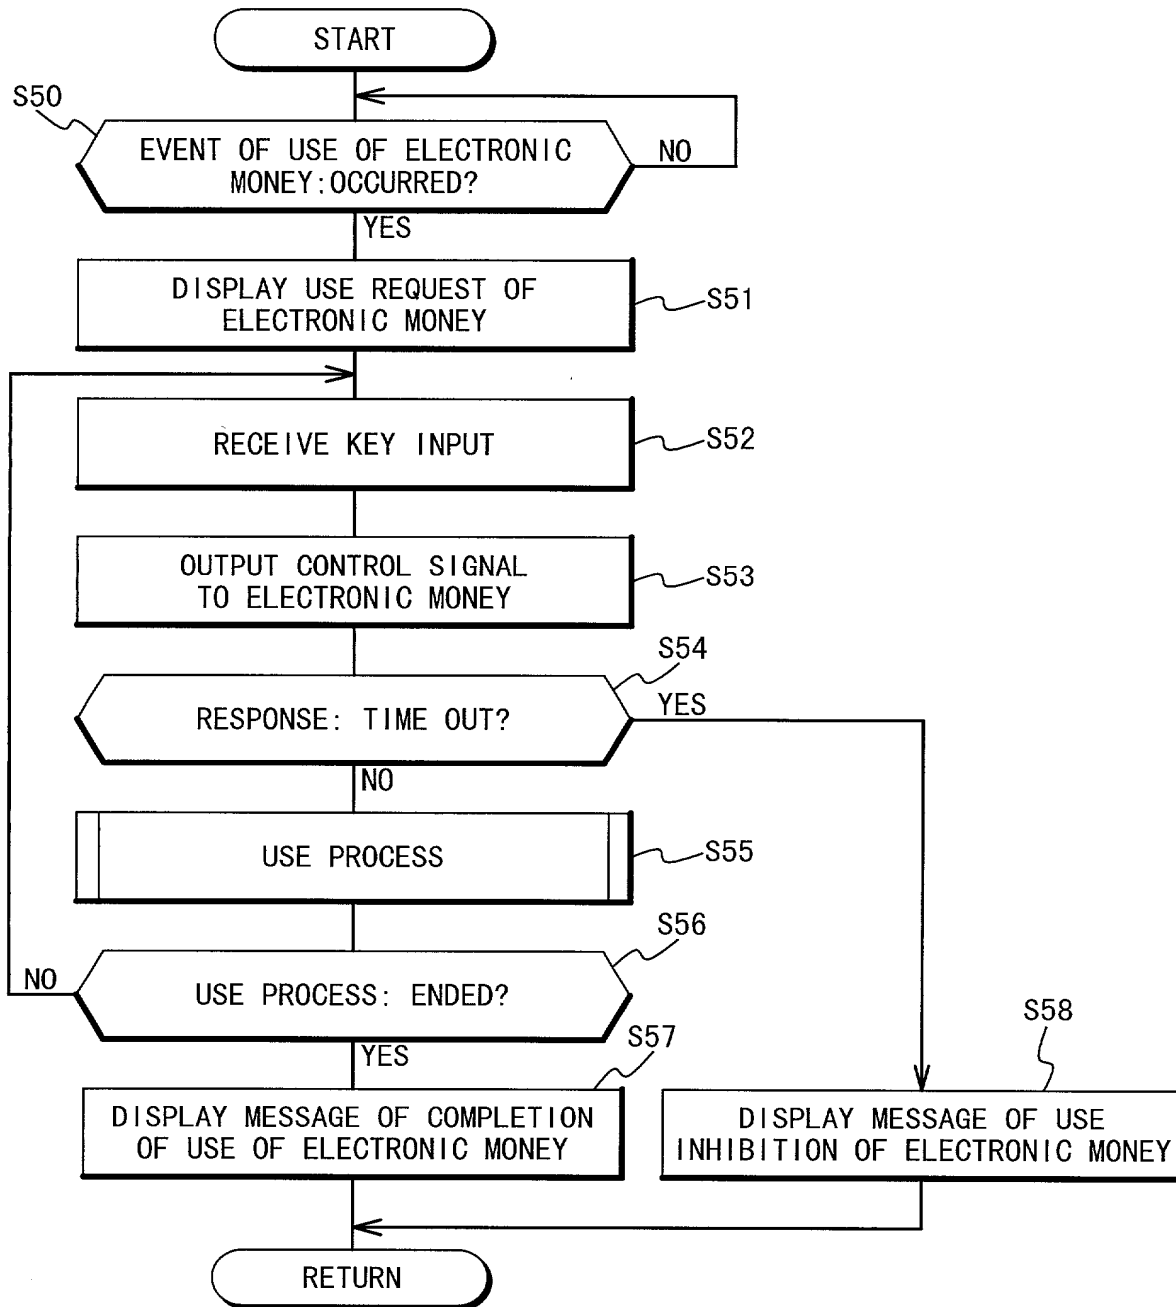 START
S50
EVENT OF USE OF ELECTRONIC
MONEY:OCCURRED?
NO
YES
DISPLAY USE REQUEST OF
ELECTRONIC MONEY
S51
RECEIVE KEY INPUT
S52
OUTPUT CONTROL SIGNAL
TO ELECTRONIC MONEY
S53
S54
RESPONSE: TIME OUT?
YES
NO
USE PROCESS
S55
S56
NO
USE PROCESS: ENDED?
YES
S57
S58
DISPLAY MESSAGE OF COMPLETION
OF USE OF ELECTRONIC MONEY
DISPLAY MESSAGE OF USE
INHIBITION OF ELECTRONIC MONEY
RETURN